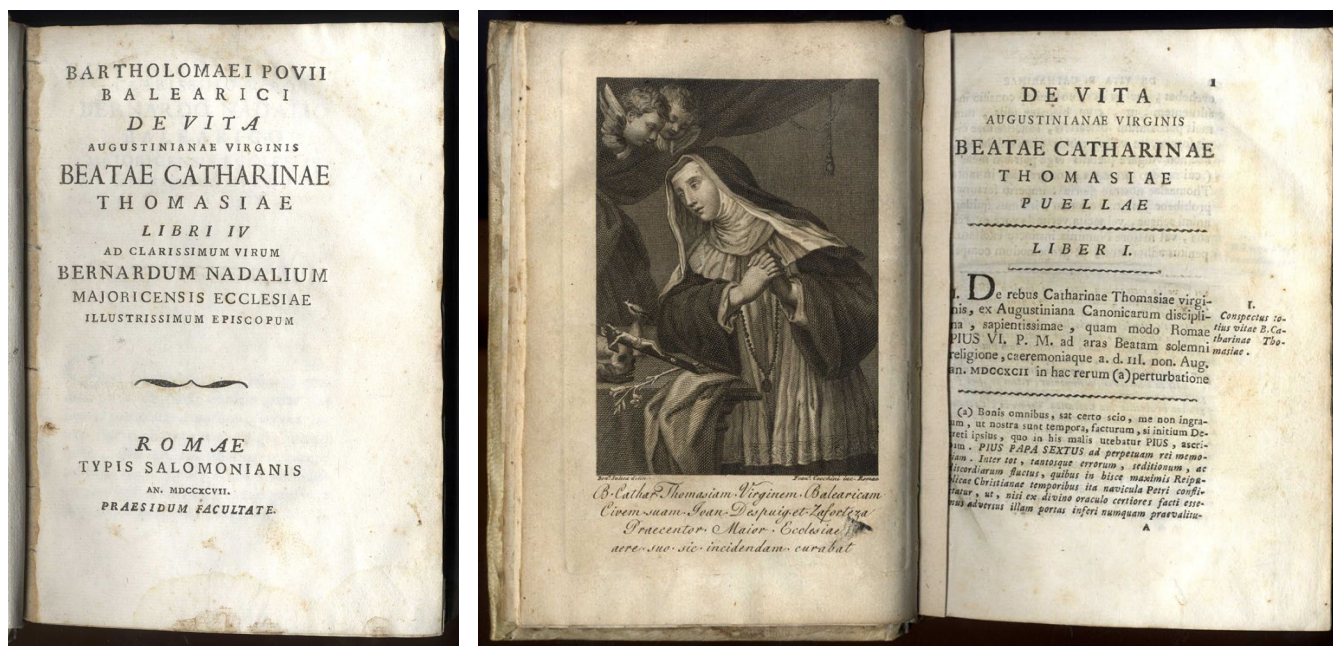 BARTHOLOMAEI POVII
BALEARICI
DE VITA
AUGUSTINIANAE VIRGINIS
BEATAE CATHARINAE
THOMASIAE
LIBRI IV
AD CLARISSIMUM VIRUM
BERNARDUM NADALIUM
MAJORICENSIS ECCLESIAE
ILLUSTRISSIMUM EPISCOPUM
ROMAE
TYPIS SALOMONIANIS
AN. MDCCXCVII.
PRAESIDUM FACULTATE.
B. Cathar. Thomasiam. Virginem. Balearicam
Civem. suam. Ioan. Despuig. et. Zaforteza
Praecentor. Maior. Ecclesiae
aere. suo. sic. incidendam. curabat
1
DE VITA
AUGUSTINIANAE VIRGINIS
BEATAE CATHARINAE
THOMASIAE
PUELLAE
LIBER I.
I. De rebus Catharinae Thomasiae virgi-
nis, ex Augustiniana Canonicarum discipli-
na, sapientissimae, quam modo Romae
PIUS VI. P. M. ad aras Beatam solemni
religione, caeremoniaque a. d. III. non. Aug.
an. MDCCXCII in hac rerum (a) perturbatione
I.
Conspectus to-
tius vitae B. Ca-
tharinae Tho-
masiae.
(a) Bonis omnibus, sat certo scio, me non ingra-
um, ut nostra sunt tempora, facturum, si initium De-
reti ipsius, quo in his malis utebatur PIUS, ascri-
am. PIUS PAPA SEXTUS ad perpetuam rei memo-
iam. Inter tot, tantosque errorum, seditionum, ac
discordiarum fluctus, quibus in hisce maximis Reipu-
blicae Christianae temporibus ita navicula Petri confli-
tatur, ut, nisi ex divino oraculo certiores facti esse-
mus adversus illam portas inferi numquam praevalitu-
A